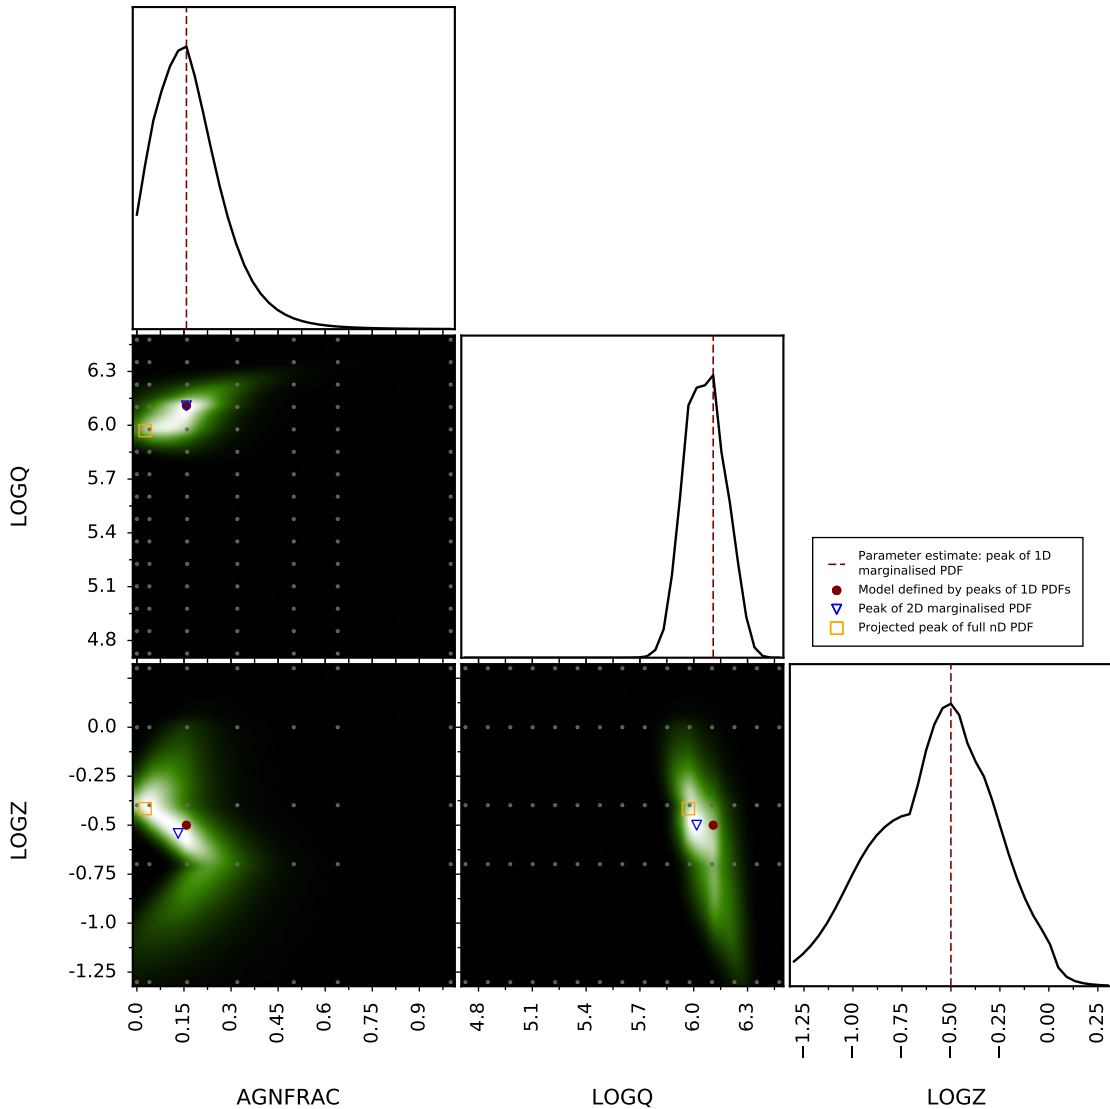 6.3
6.0
5.7
5.4
5.1
4.8
LOGQ
Parameter estimate: peak of 1D
marginalised PDF
Model defined by peaks of 1D PDFs
Peak of 2D marginalised PDF
Projected peak of full nD PDF
0.0
-0.25
-0.5
-0.75
-1.0
-1.25
LOGZ
0.0 0.15 0.3 0.45 0.6 0.75 0.9
4.8 5.1 5.4 5.7 6.0 6.3
−1.25 −1.00 −0.75 −0.50 −0.25 0.00 0.25
AGNFRAC
LOGQ
LOGZ